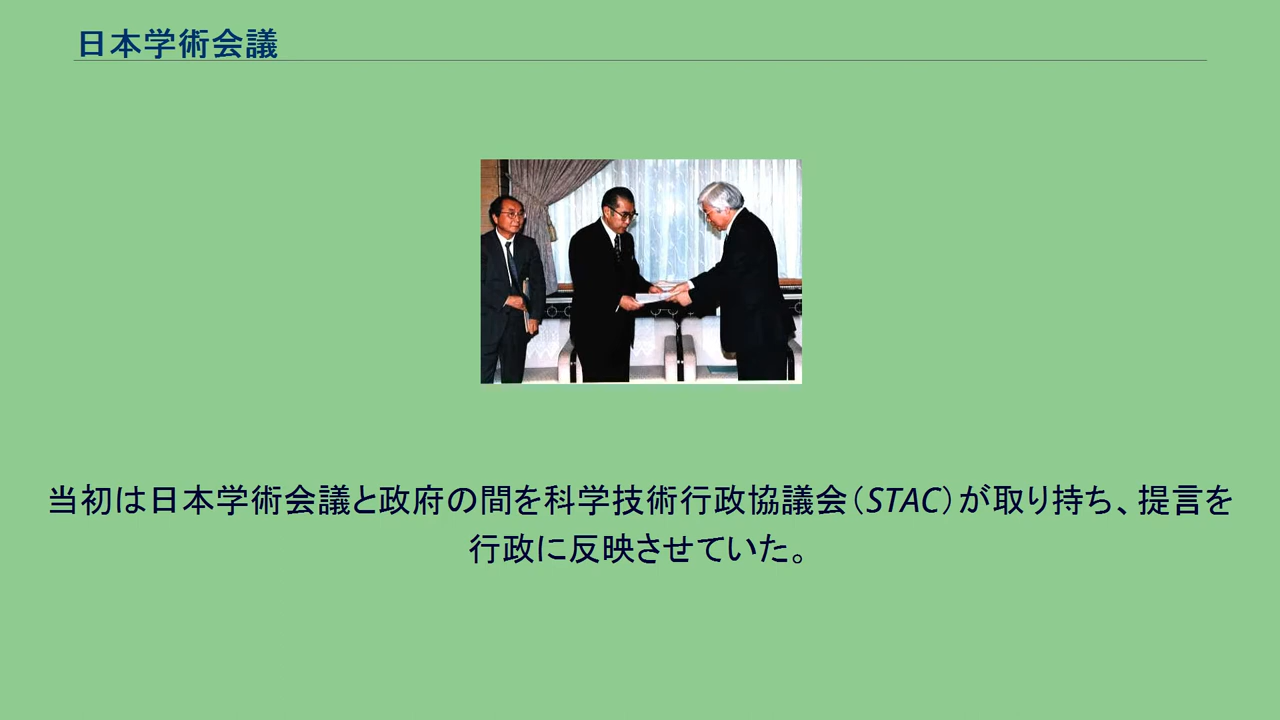 日本学術会議
当初は日本学術会議と政府の間を科学技術行政協議会（STAC）が取り持ち、提言を
行政に反映させていた。